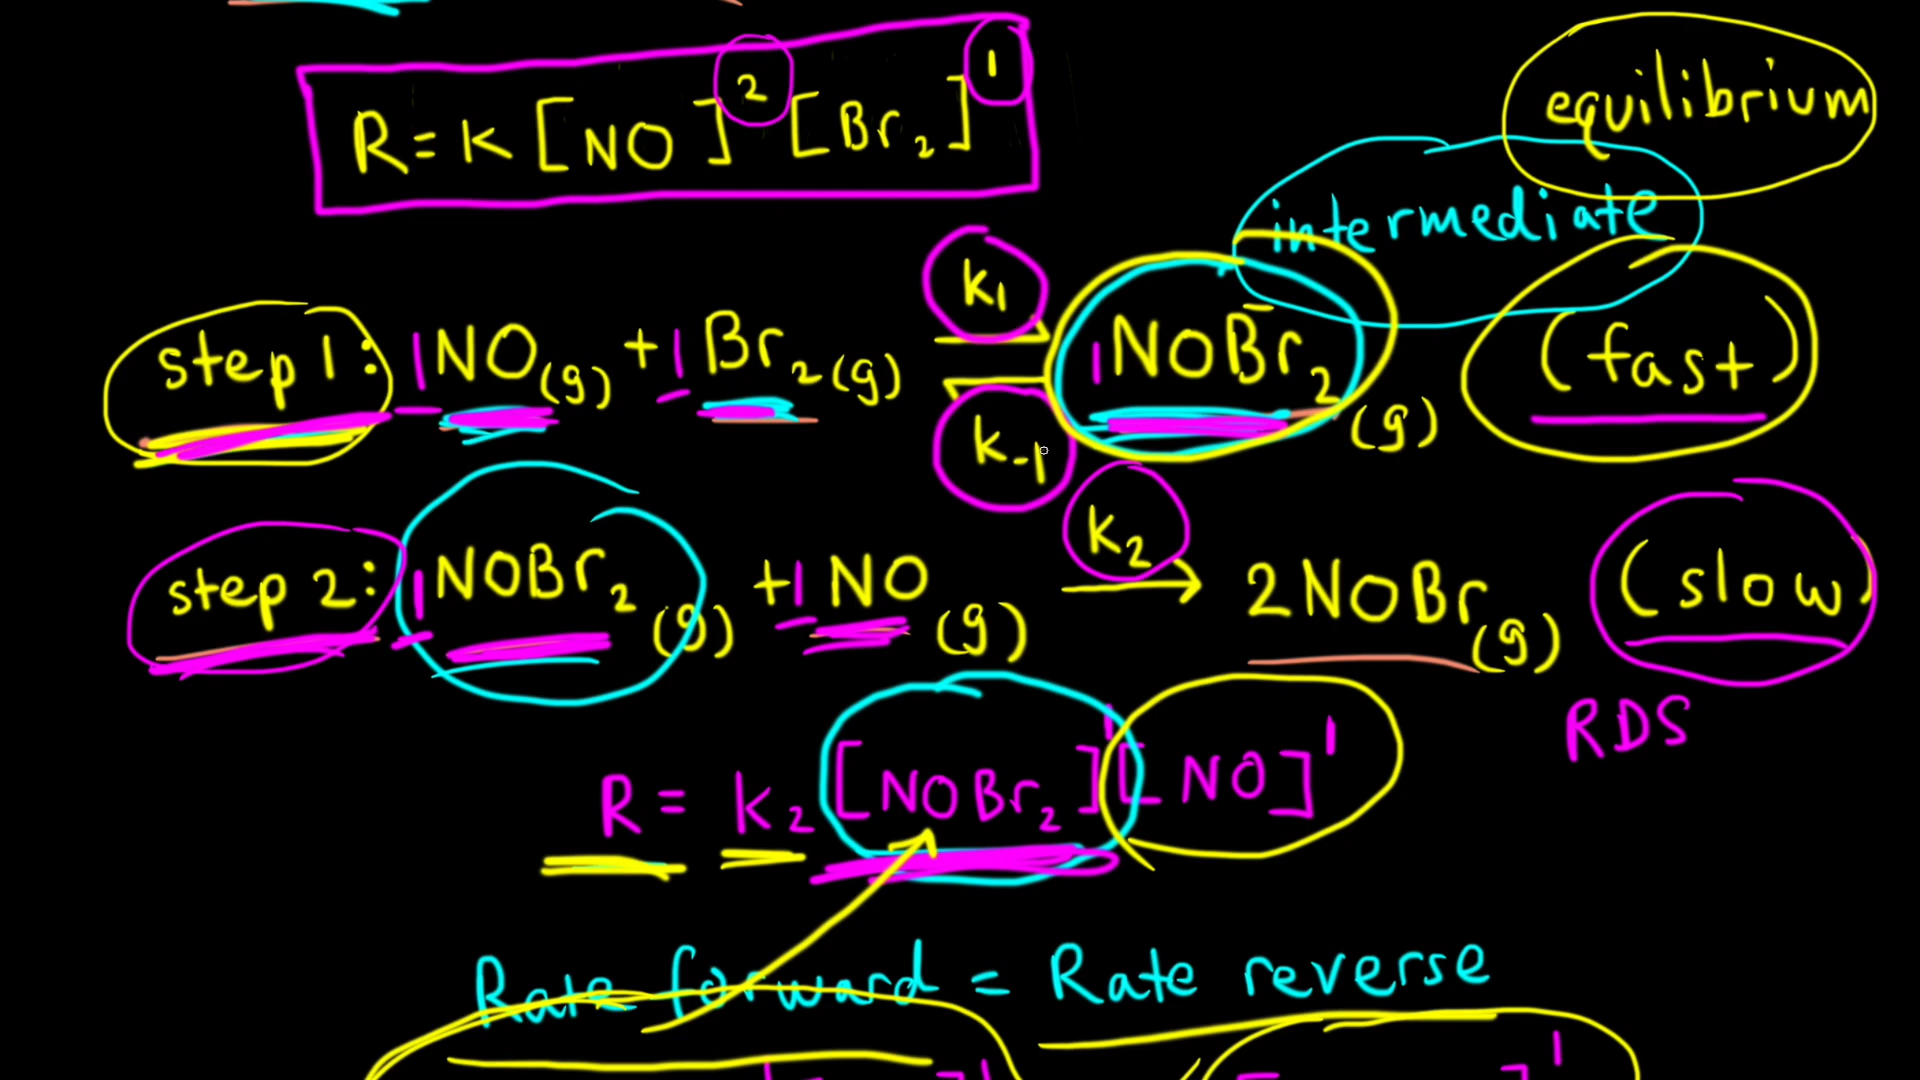 R = K [NO]² [Br₂]¹
equilibrium
intermediate
k₁
step 1: 1NO(g) + 1Br₂(g) ⇌ 1NOBr₂(g) (fast)
k₋₁
k₂
step 2: 1NOBr₂(g) + 1NO(g) → 2NOBr(g) (slow)
RDS
R = k₂ [NOBr₂]¹ [NO]¹
Rate forward = Rate reverse